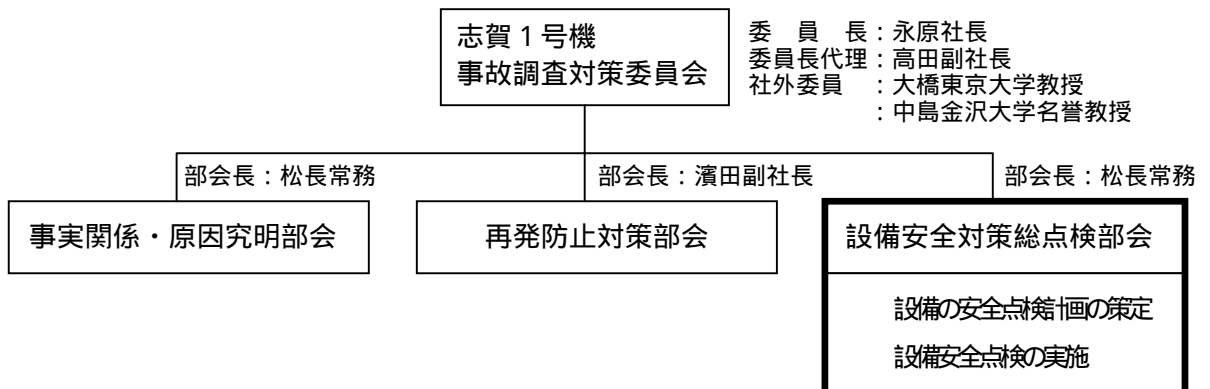 志賀１号機
事故調査対策委員会
委　員　長：永原社長
委員長代理：高田副社長
社外委員　：大橋東京大学教授
　　　　　：中島金沢大学名誉教授
部会長：松長常務
部会長：濱田副社長
部会長：松長常務
事実関係・原因究明部会
再発防止対策部会
設備安全対策総点検部会
設備の安全点検計画の策定
設備安全点検の実施